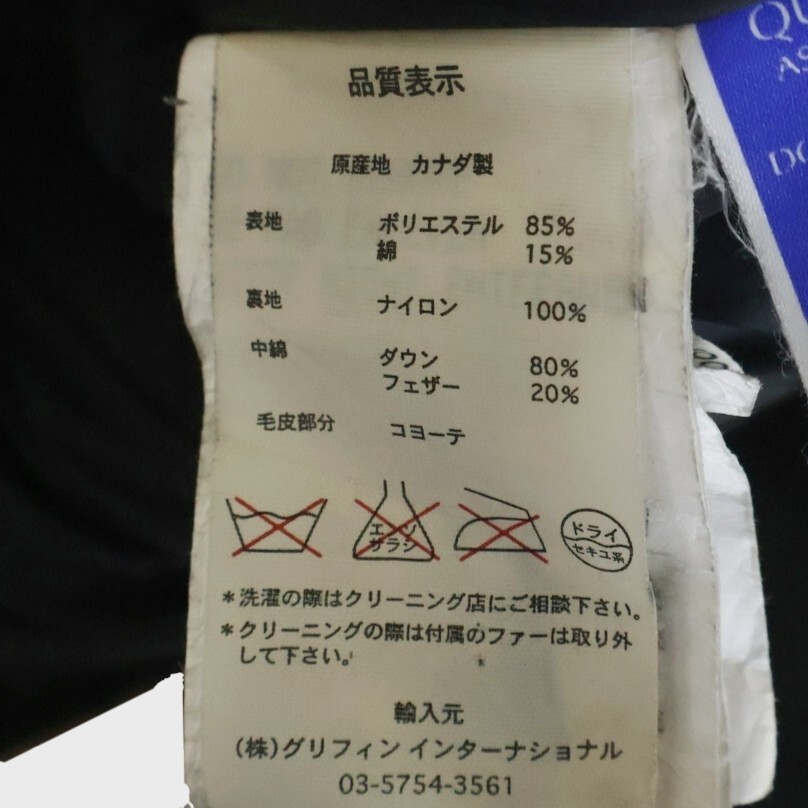 品質表示
原産地 カナダ製
表地 ポリエステル 85%
綿 15%
裏地 ナイロン 100%
中綿 ダウン 80%
フェザー 20%
毛皮部分 コヨーテ
エンソ
サラシ
ドライ
セキユ系
*洗濯の際はクリーニング店にご相談下さい。
*クリーニングの際は付属のファーは取り外
して下さい。
輸入元
(株)グリフィン インターナショナル
03-5754-3561
QU
AS
DO